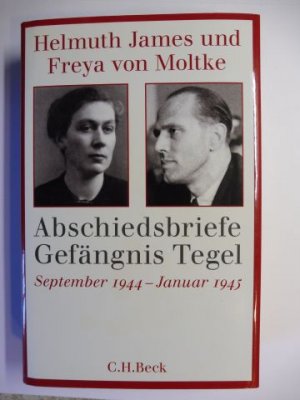 Helmuth James und
Freya von Moltke
Abschiedsbriefe
Gefängnis Tegel
September 1944 – Januar 1945
C.H.Beck